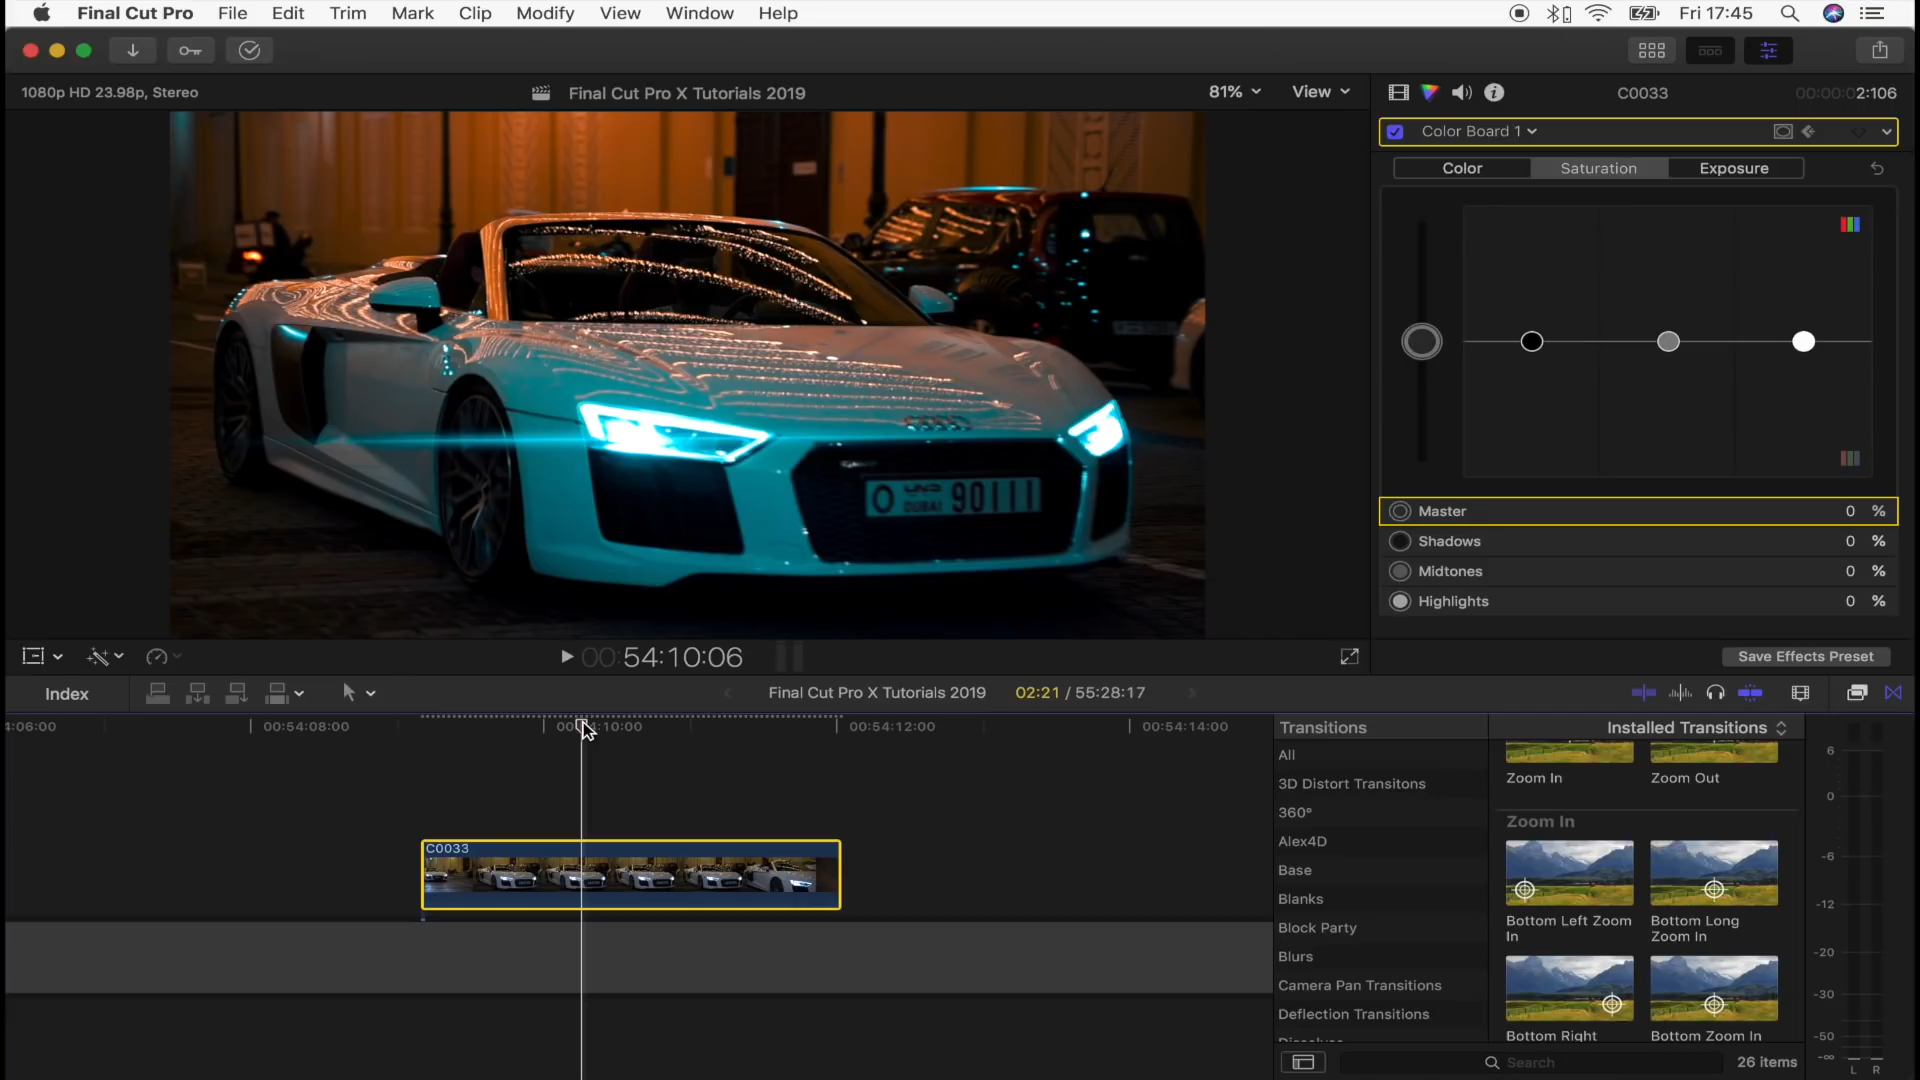 Final Cut Pro File Edit Trim Mark Clip Modify View Window Help Fri 17:45
1080p HD 23.98p, Stereo Final Cut Pro X Tutorials 2019 81% View C0033 00:00:02:106
Color Board 1
Color Saturation Exposure
O DUBAI 90111
Master 0 %
Shadows 0 %
Midtones 0 %
Highlights 0 %
00:54:10:06 Save Effects Preset
Index Final Cut Pro X Tutorials 2019 02:21 / 55:28:17
4:06:00 00:54:08:00 00:54:10:00 00:54:12:00 00:54:14:00
Transitions Installed Transitions
All
3D Distort Transitons
360°
Alex4D
Base
Blanks
Block Party
Blurs
Camera Pan Transitions
Deflection Transitions
Zoom In Zoom Out
Zoom In
Bottom Left Zoom In
Bottom Long Zoom In
Bottom Right
Bottom Zoom In
C0033
Search 26 items
6
0
-6
-12
-20
-30
-50
-∞
L R